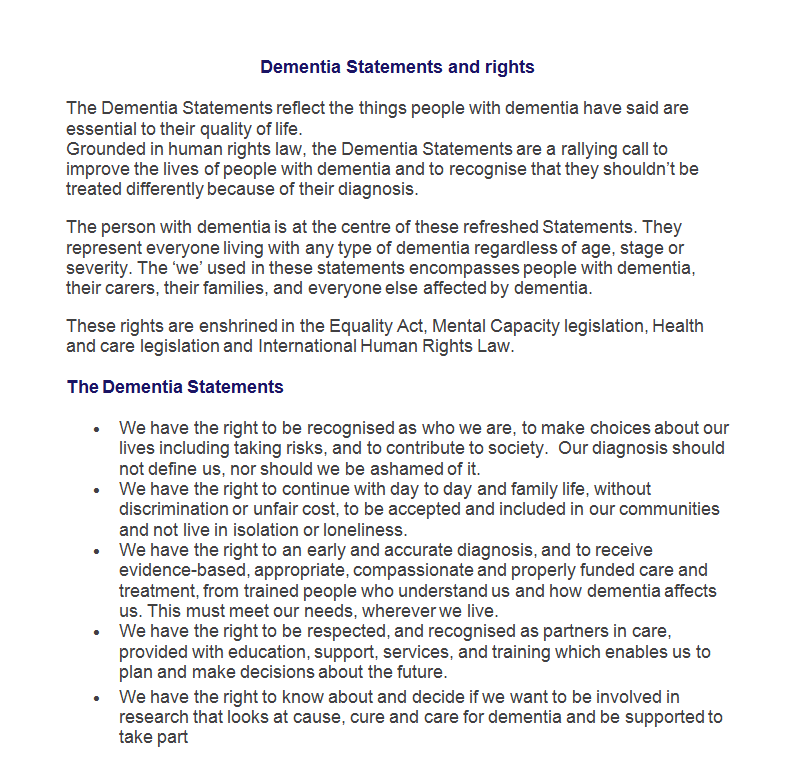 Dementia Statements and rights
The Dementia Statements reflect the things people with dementia have said are
essential to their quality of life.
Grounded in human rights law, the Dementia Statements are a rallying call to
improve the lives of people with dementia and to recognise that they shouldn’t be
treated differently because of their diagnosis.
The person with dementia is at the centre of these refreshed Statements. They
represent everyone living with any type of dementia regardless of age, stage or
severity. The ‘we’ used in these statements encompasses people with dementia,
their carers, their families, and everyone else affected by dementia.
These rights are enshrined in the Equality Act, Mental Capacity legislation, Health
and care legislation and International Human Rights Law.
The Dementia Statements
• We have the right to be recognised as who we are, to make choices about our
lives including taking risks, and to contribute to society.  Our diagnosis should
not define us, nor should we be ashamed of it.
• We have the right to continue with day to day and family life, without
discrimination or unfair cost, to be accepted and included in our communities
and not live in isolation or loneliness.
• We have the right to an early and accurate diagnosis, and to receive
evidence-based, appropriate, compassionate and properly funded care and
treatment, from trained people who understand us and how dementia affects
us. This must meet our needs, wherever we live.
• We have the right to be respected, and recognised as partners in care,
provided with education, support, services, and training which enables us to
plan and make decisions about the future.
• We have the right to know about and decide if we want to be involved in
research that looks at cause, cure and care for dementia and be supported to
take part